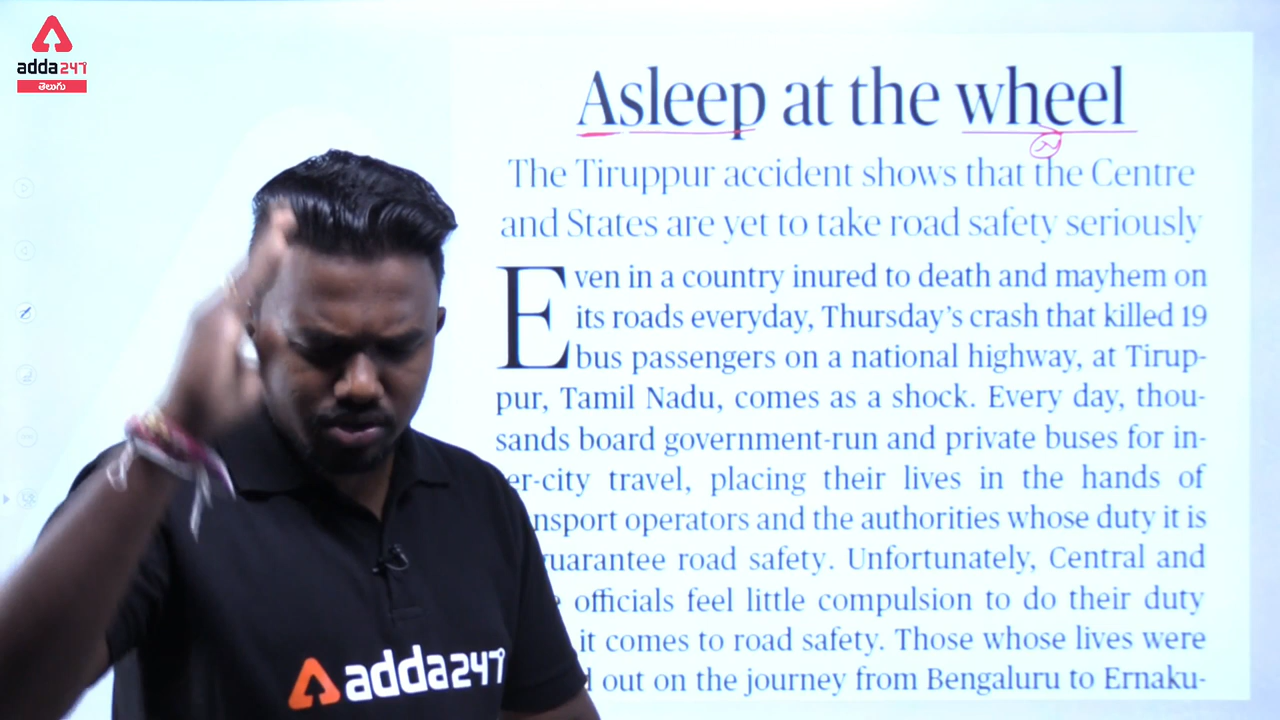 adda247
తెలుగు
Asleep at the wheel
The Tiruppur accident shows that the Centre
and States are yet to take road safety seriously
Even in a country inured to death and mayhem on
its roads everyday, Thursday's crash that killed 19
bus passengers on a national highway, at Tirup-
pur, Tamil Nadu, comes as a shock. Every day, thou-
sands board government-run and private buses for in-
er-city travel, placing their lives in the hands of
nsport operators and the authorities whose duty it is
uarantee road safety. Unfortunately, Central and
officials feel little compulsion to do their duty
it comes to road safety. Those whose lives were
out on the journey from Bengaluru to Ernaku-
adda247